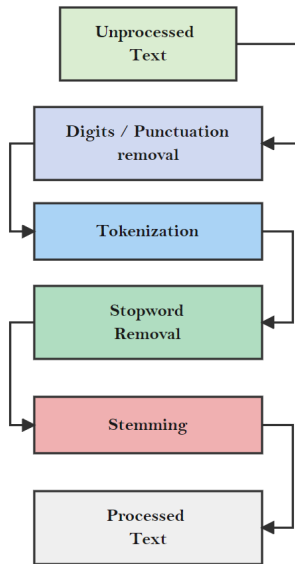 Unprocessed
Text
Digits / Punctuation
removal
Tokenization
Stopword
Removal
Stemming
Processed
Text